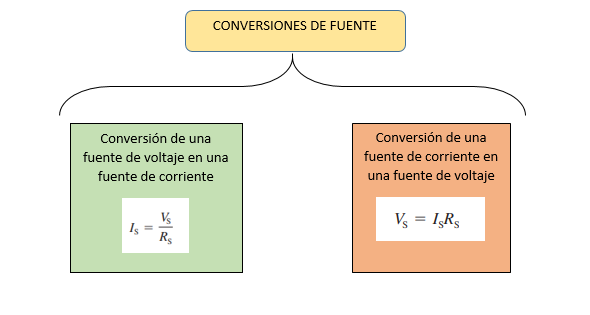 CONVERSIONES DE FUENTE
Conversión de una
fuente de voltaje en una
fuente de corriente
I_S = V_S / R_S
Conversión de una
fuente de corriente en
una fuente de voltaje
V_S = I_S R_S